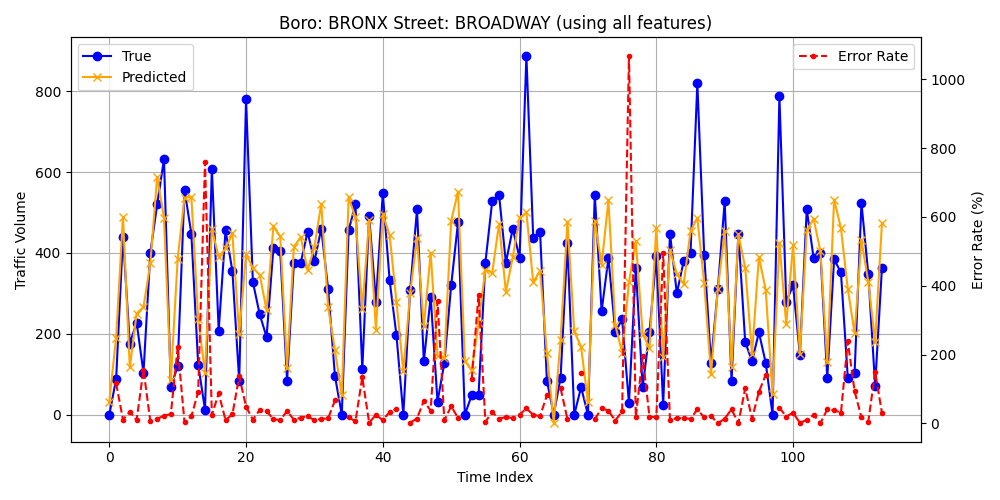 Boro: BRONX Street: BROADWAY (using all features)
True
Predicted
Error Rate
Traffic Volume
800
600
400
200
0
1000
800
600
400
200
0
Error Rate (%)
0 20 40 60 80 100
Time Index